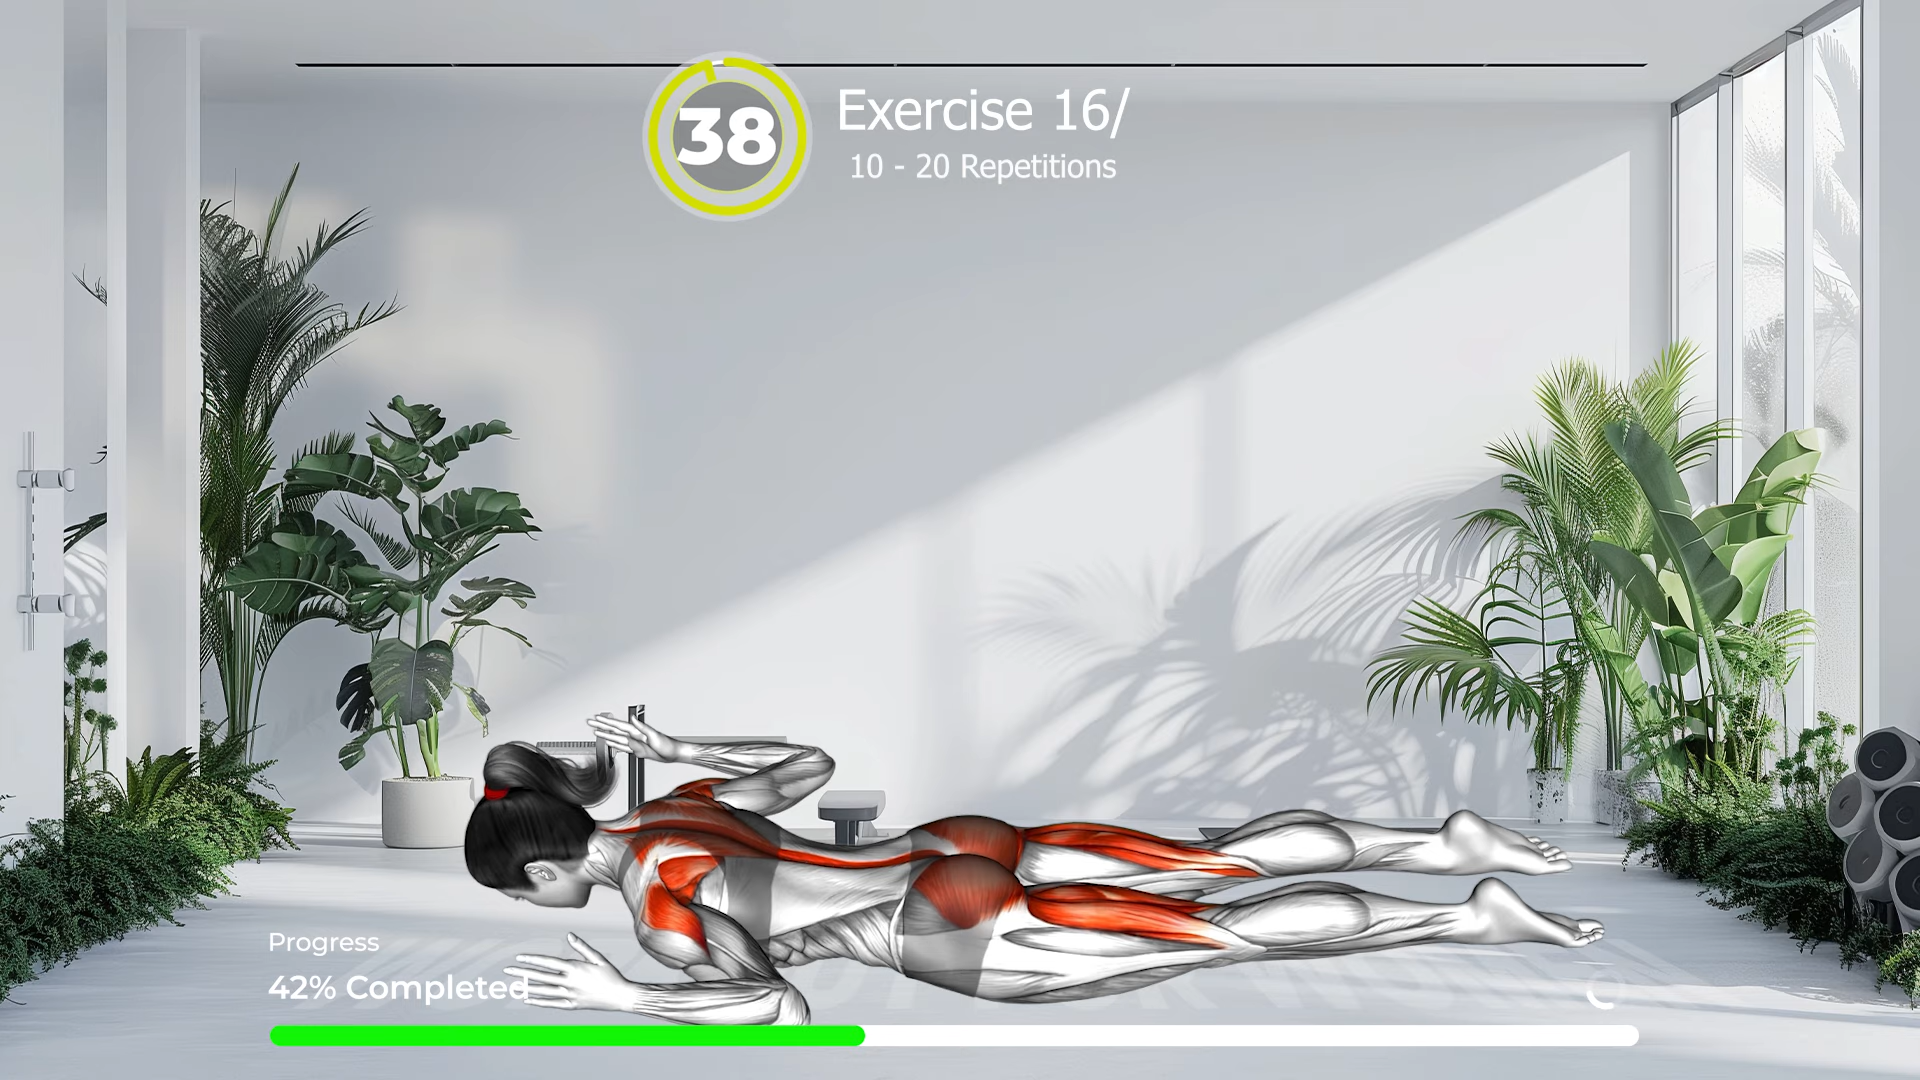 38
Exercise 16/
10 - 20 Repetitions
Progress
42% Completed